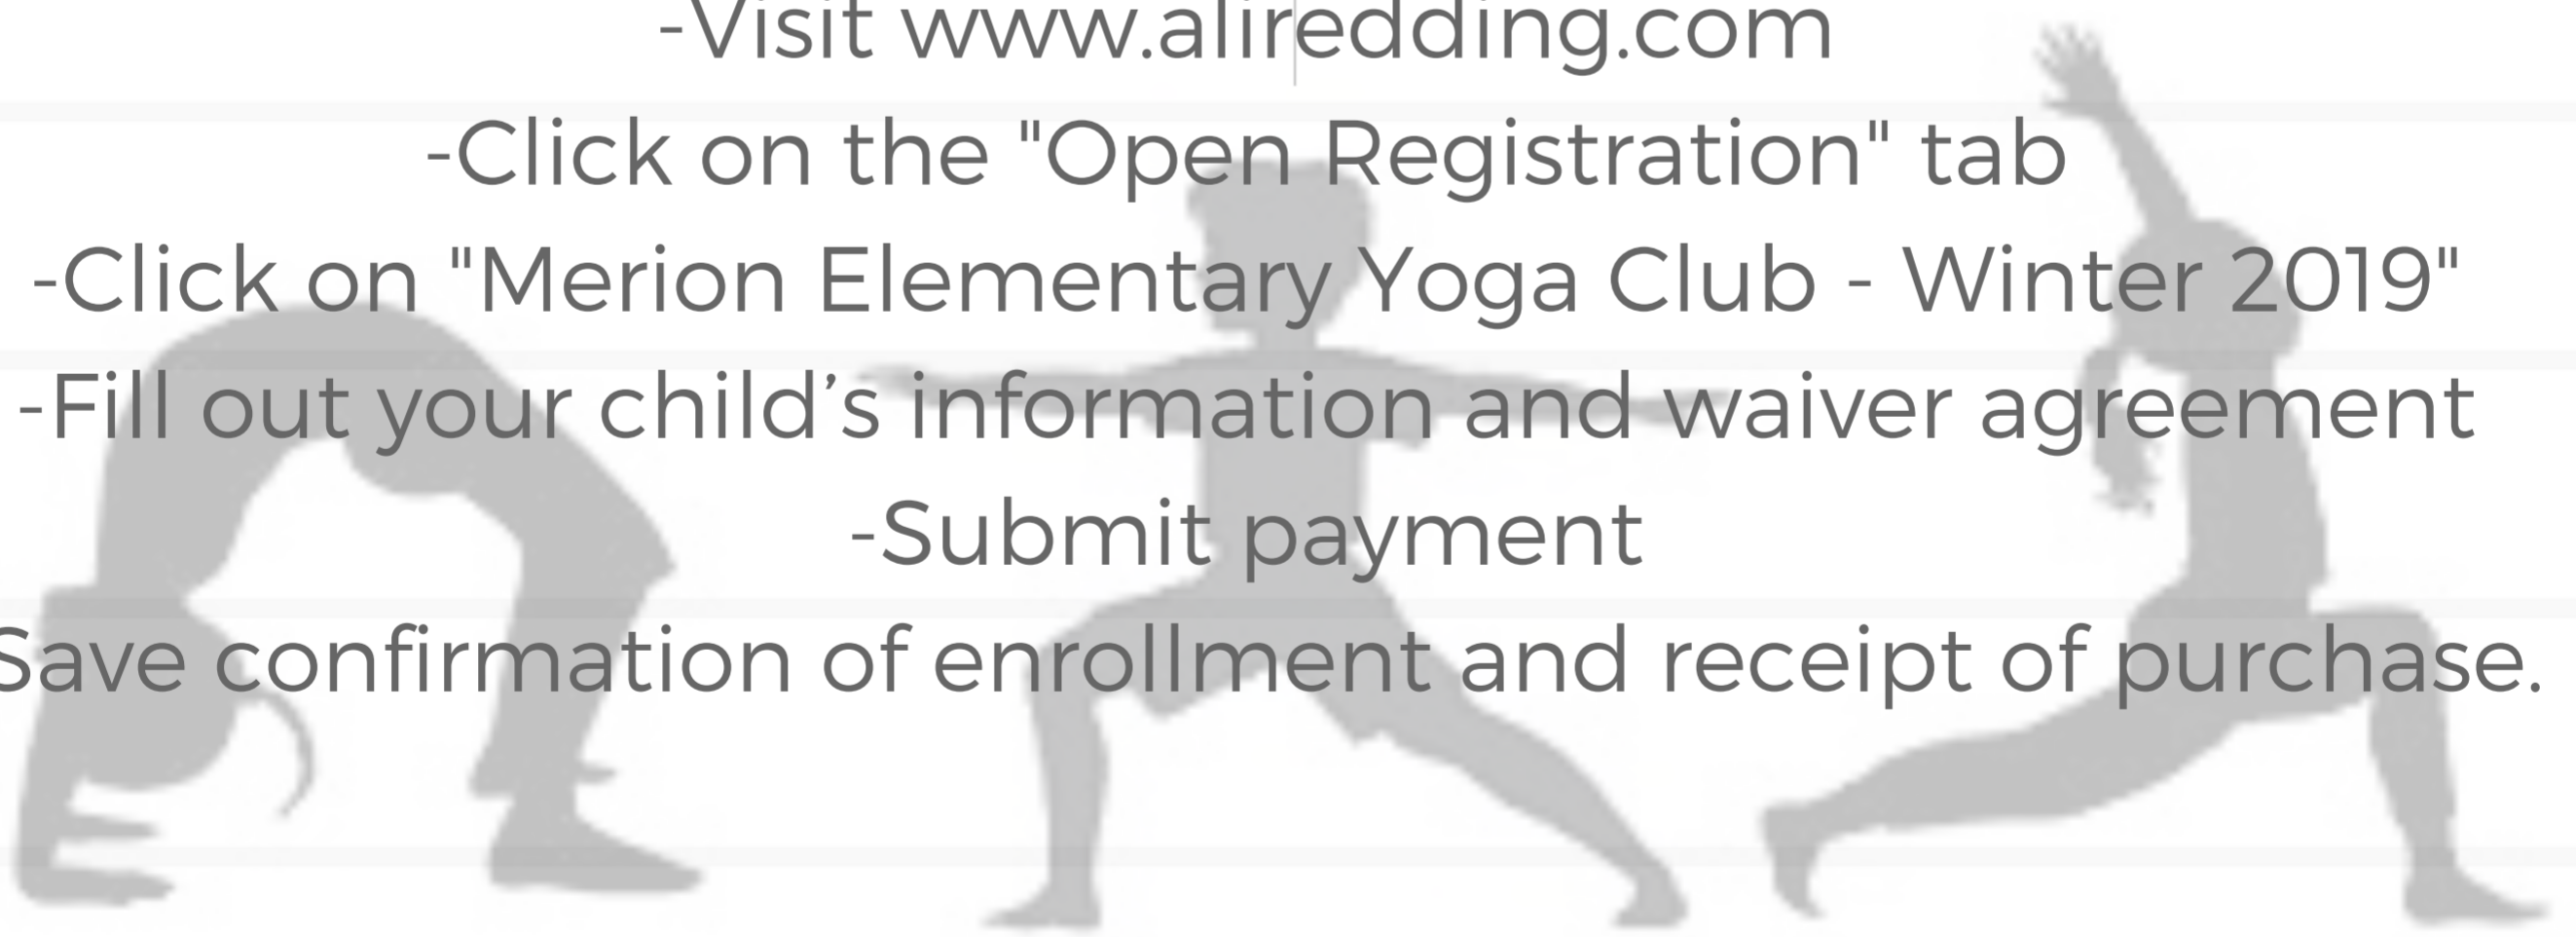 -Visit www.aliredding.com
-Click on the "Open Registration" tab
-Click on "Merion Elementary Yoga Club - Winter 2019"
-Fill out your child’s information and waiver agreement
-Submit payment
Save confirmation of enrollment and receipt of purchase.